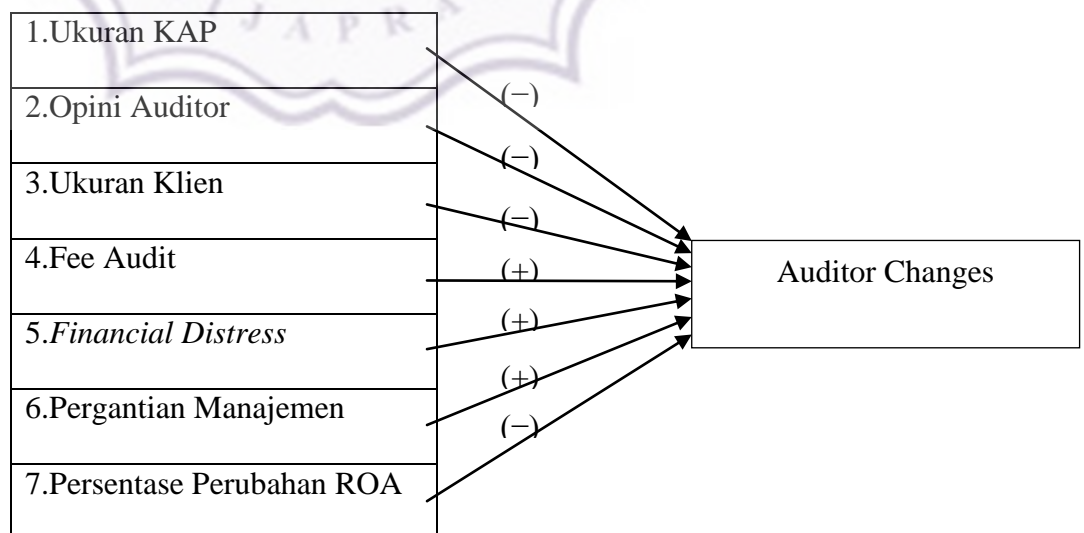 JAPRA
1.Ukuran KAP
(−)
2.Opini Auditor
(−)
3.Ukuran Klien
(−)
4.Fee Audit
(+)
Auditor Changes
5.Financial Distress
(+)
6.Pergantian Manajemen
(+)
(−)
7.Persentase Perubahan ROA